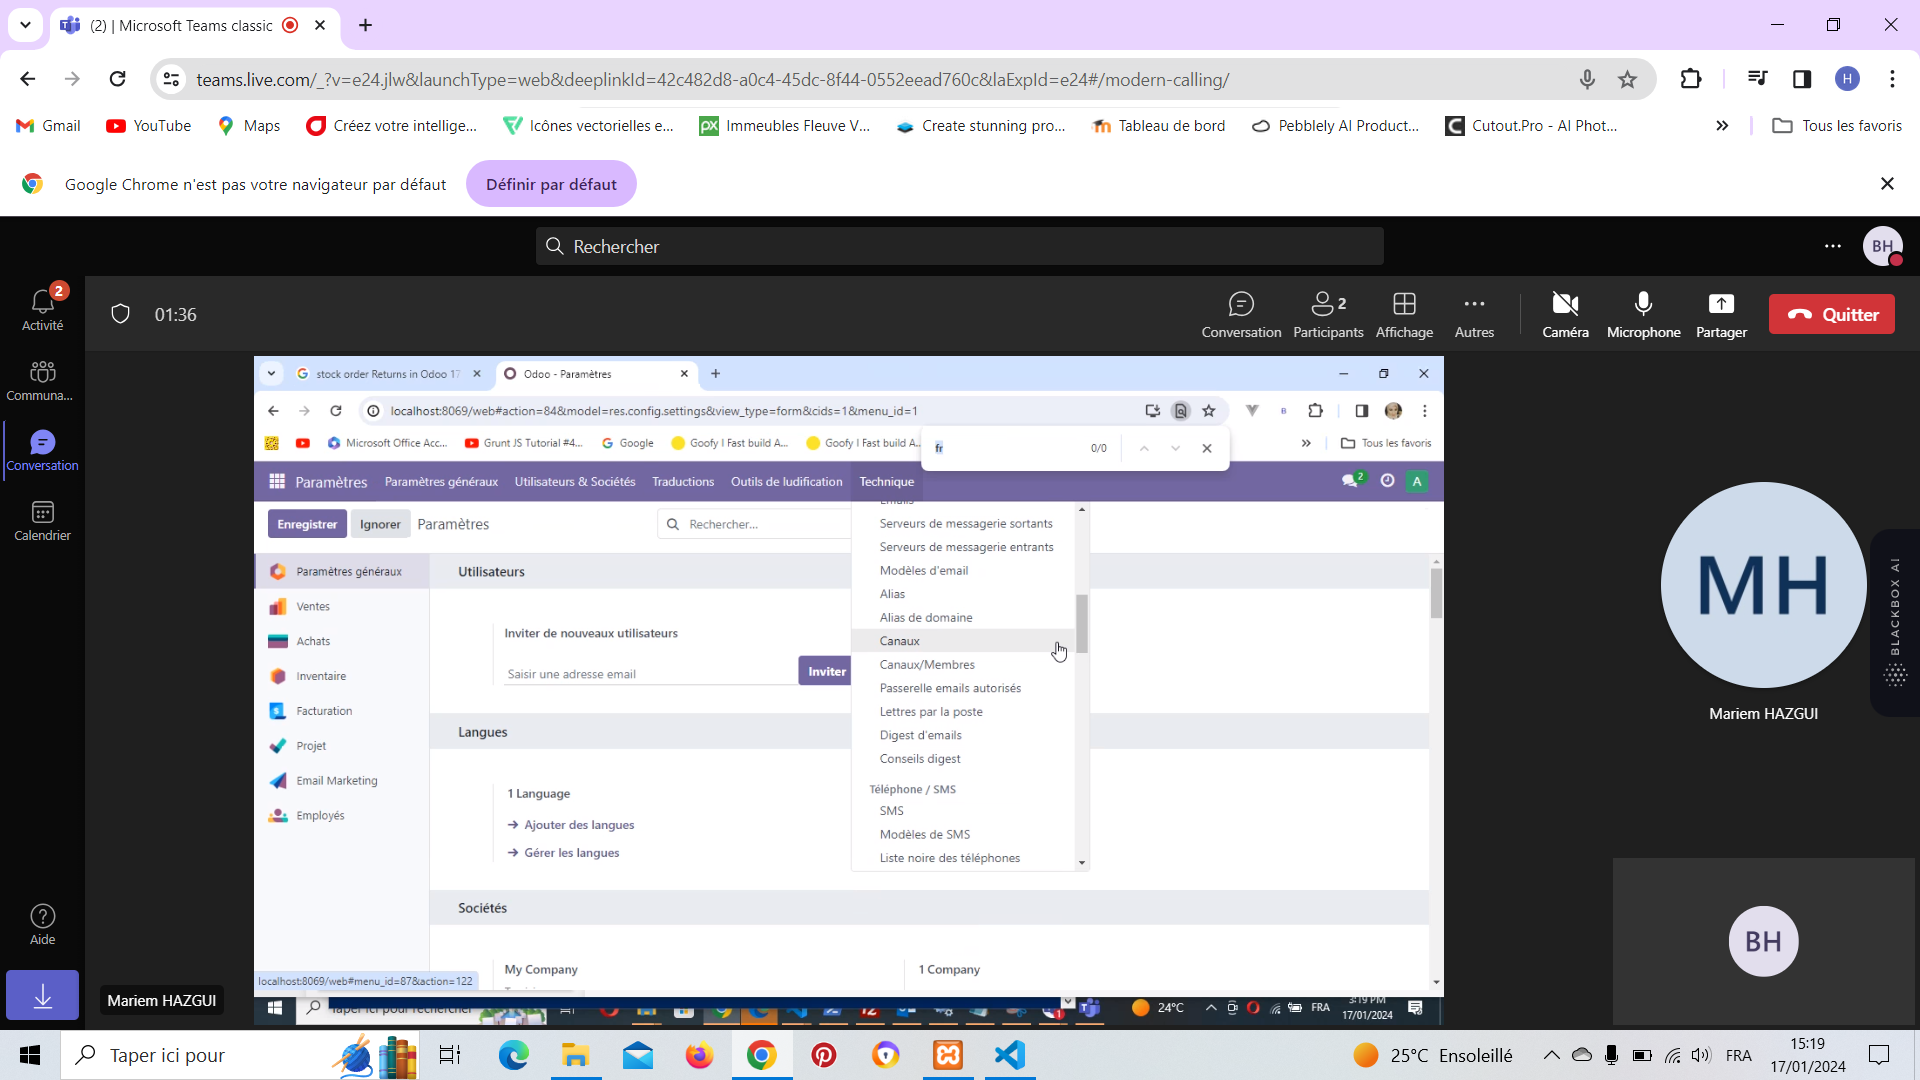 (2) | Microsoft Teams classic
teams.live.com/_?v=e24.jlw&launchType=web&deeplinkId=42c482d8-a0c4-45dc-8f44-0552eead760c&laExpId=e24#/modern-calling/
H
Gmail
YouTube
Maps
Créez votre intellige...
Icônes vectorielles e...
Immeubles Fleuve V...
Create stunning pro...
Tableau de bord
Pebblely AI Product...
Cutout.Pro - AI Phot...
»
Tous les favoris
Google Chrome n'est pas votre navigateur par défaut
Définir par défaut
Rechercher
BH
2
Activité
Communa...
Conversation
Calendrier
Aide
01:36
Conversation
2
Participants
Affichage
Autres
Caméra
Microphone
Partager
Quitter
stock order Returns in Odoo 17
Odoo - Paramètres
localhost:8069/web#action=84&model=res.config.settings&view_type=form&cids=1&menu_id=1
Microsoft Office Acc...
Grunt JS Tutorial #4...
Google
Goofy I Fast build A...
Goofy I Fast build A...
»
Tous les favoris
fr
0/0
Paramètres
Paramètres généraux
Utilisateurs & Sociétés
Traductions
Outils de ludification
Technique
2
A
Enregistrer
Ignorer
Paramètres
Rechercher...
Paramètres généraux
Ventes
Achats
Inventaire
Facturation
Projet
Email Marketing
Employés
Utilisateurs
Inviter de nouveaux utilisateurs
Saisir une adresse email
Inviter
Langues
1 Language
Ajouter des langues
Gérer les langues
Sociétés
My Company
1 Company
Emails
Serveurs de messagerie sortants
Serveurs de messagerie entrants
Modèles d'email
Alias
Alias de domaine
Canaux
Canaux/Membres
Passerelle emails autorisés
Lettres par la poste
Digest d'emails
Conseils digest
Téléphone / SMS
SMS
Modèles de SMS
Liste noire des téléphones
localhost:8069/web#menu_id=87&action=122
Taper ici pour rechercher
24°C
FRA
3:19 PM
17/01/2024
Mariem HAZGUI
MH
Mariem HAZGUI
BLACKBOX AI
BH
Taper ici pour
25°C Ensoleillé
FRA
15:19
17/01/2024